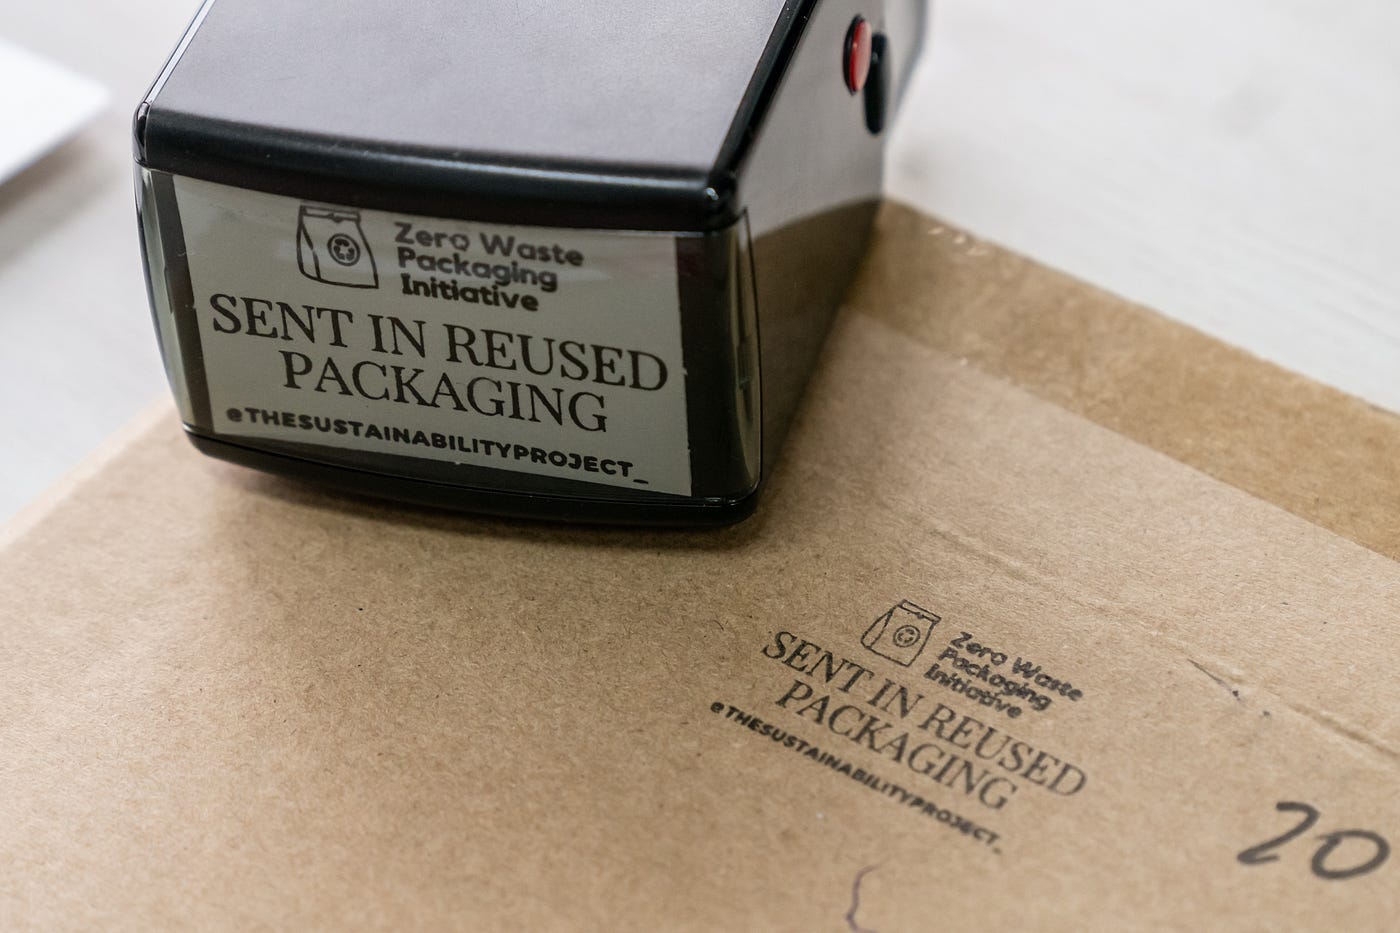 Zero Waste
Packaging
Initiative
SENT IN REUSED
PACKAGING
@THESUSTAINABILITYPROJECT_
Zero Waste
Packaging
Initiative
SENT IN REUSED
PACKAGING
@THESUSTAINABILITYPROJECT_
20